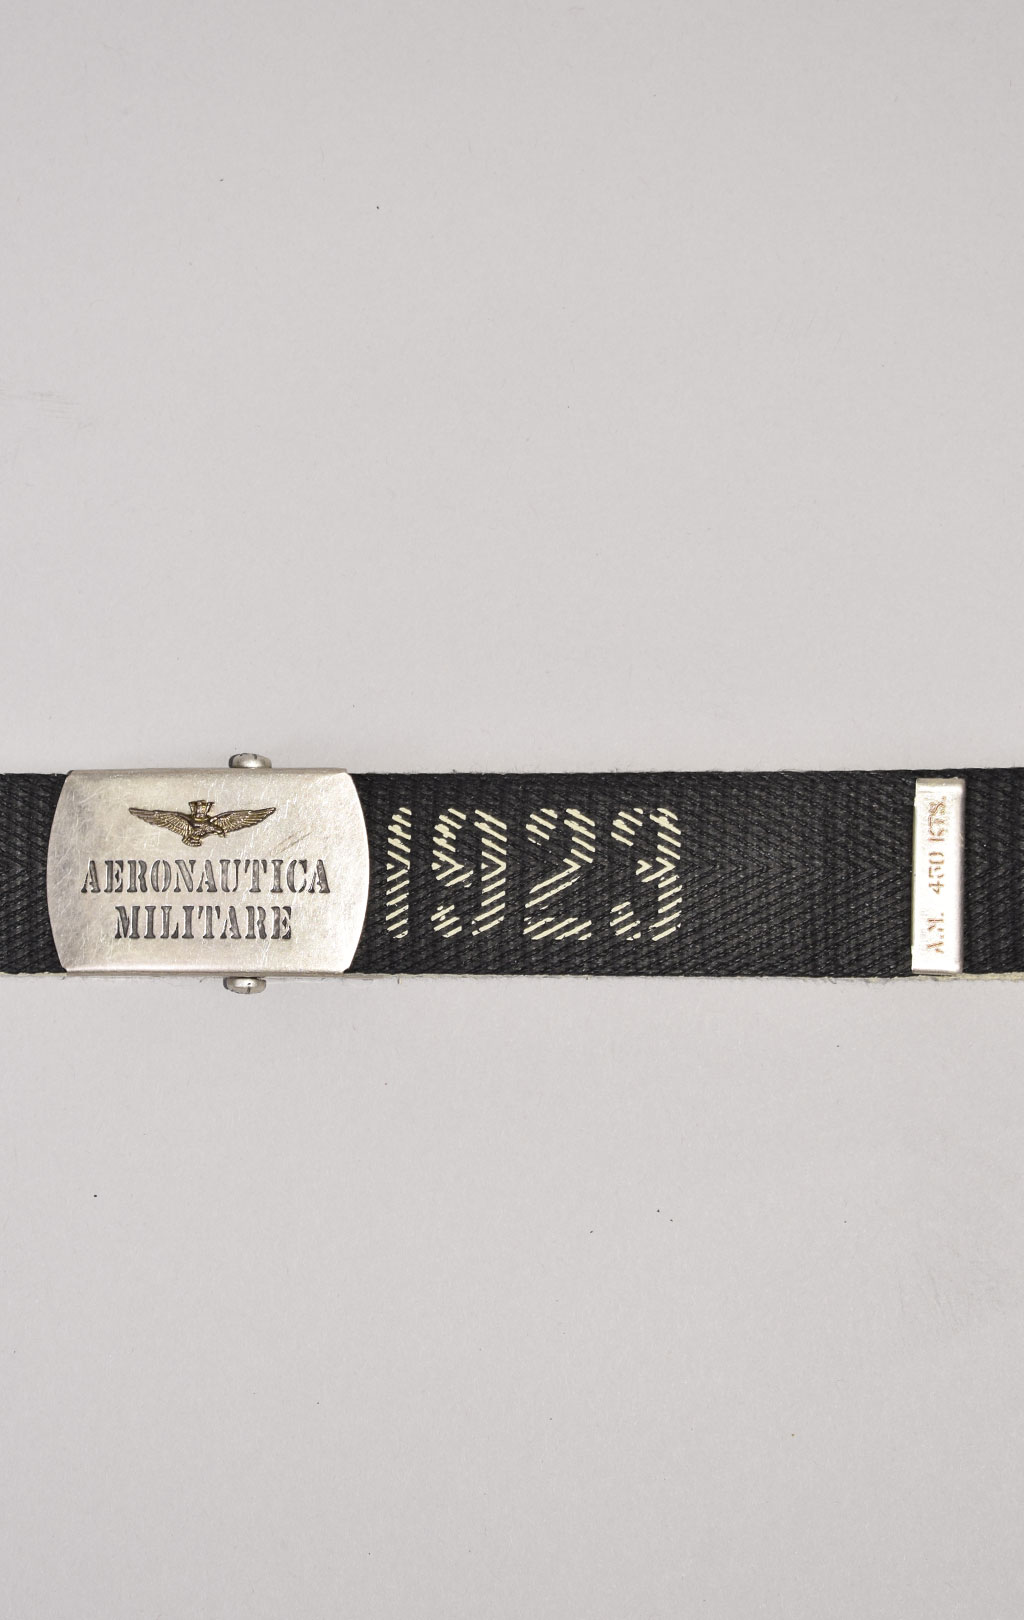 AERONAUTICA
MILITARE
1923
A.M. 450 KTS.